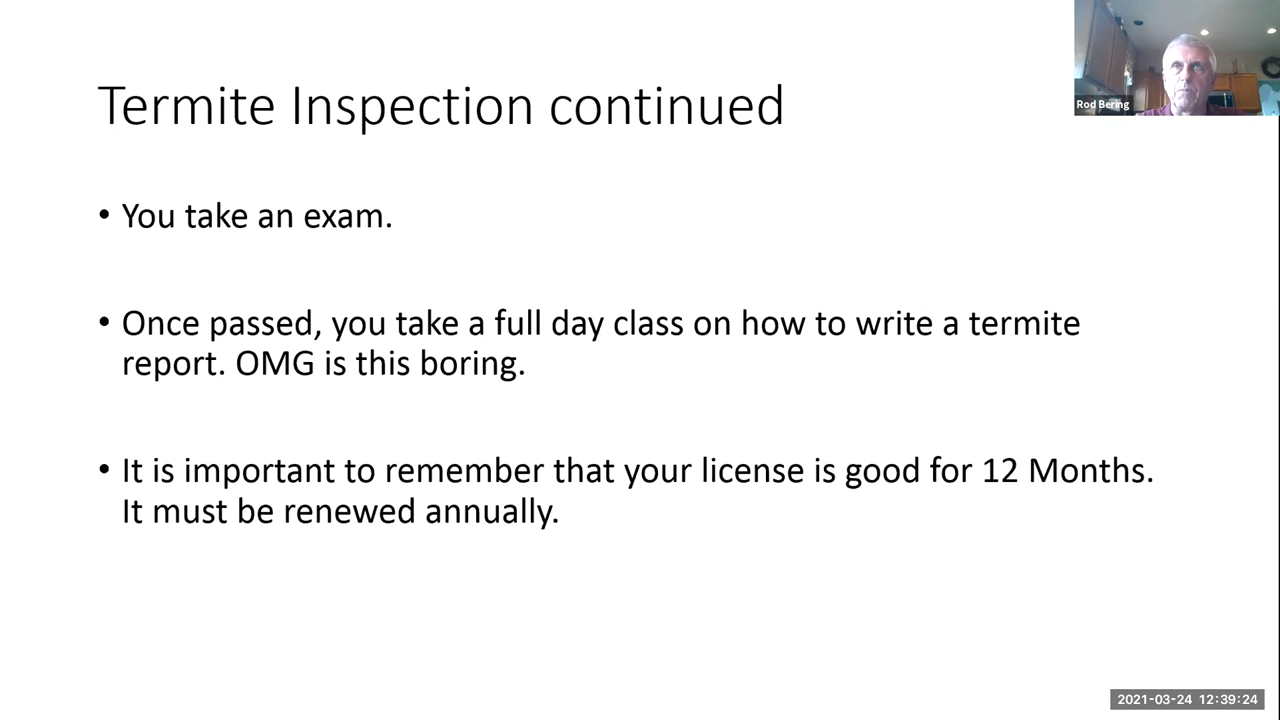 Termite Inspection continued
Rod Bering
• You take an exam.
• Once passed, you take a full day class on how to write a termite
report. OMG is this boring.
• It is important to remember that your license is good for 12 Months.
It must be renewed annually.
2021-03-24 12:39:24